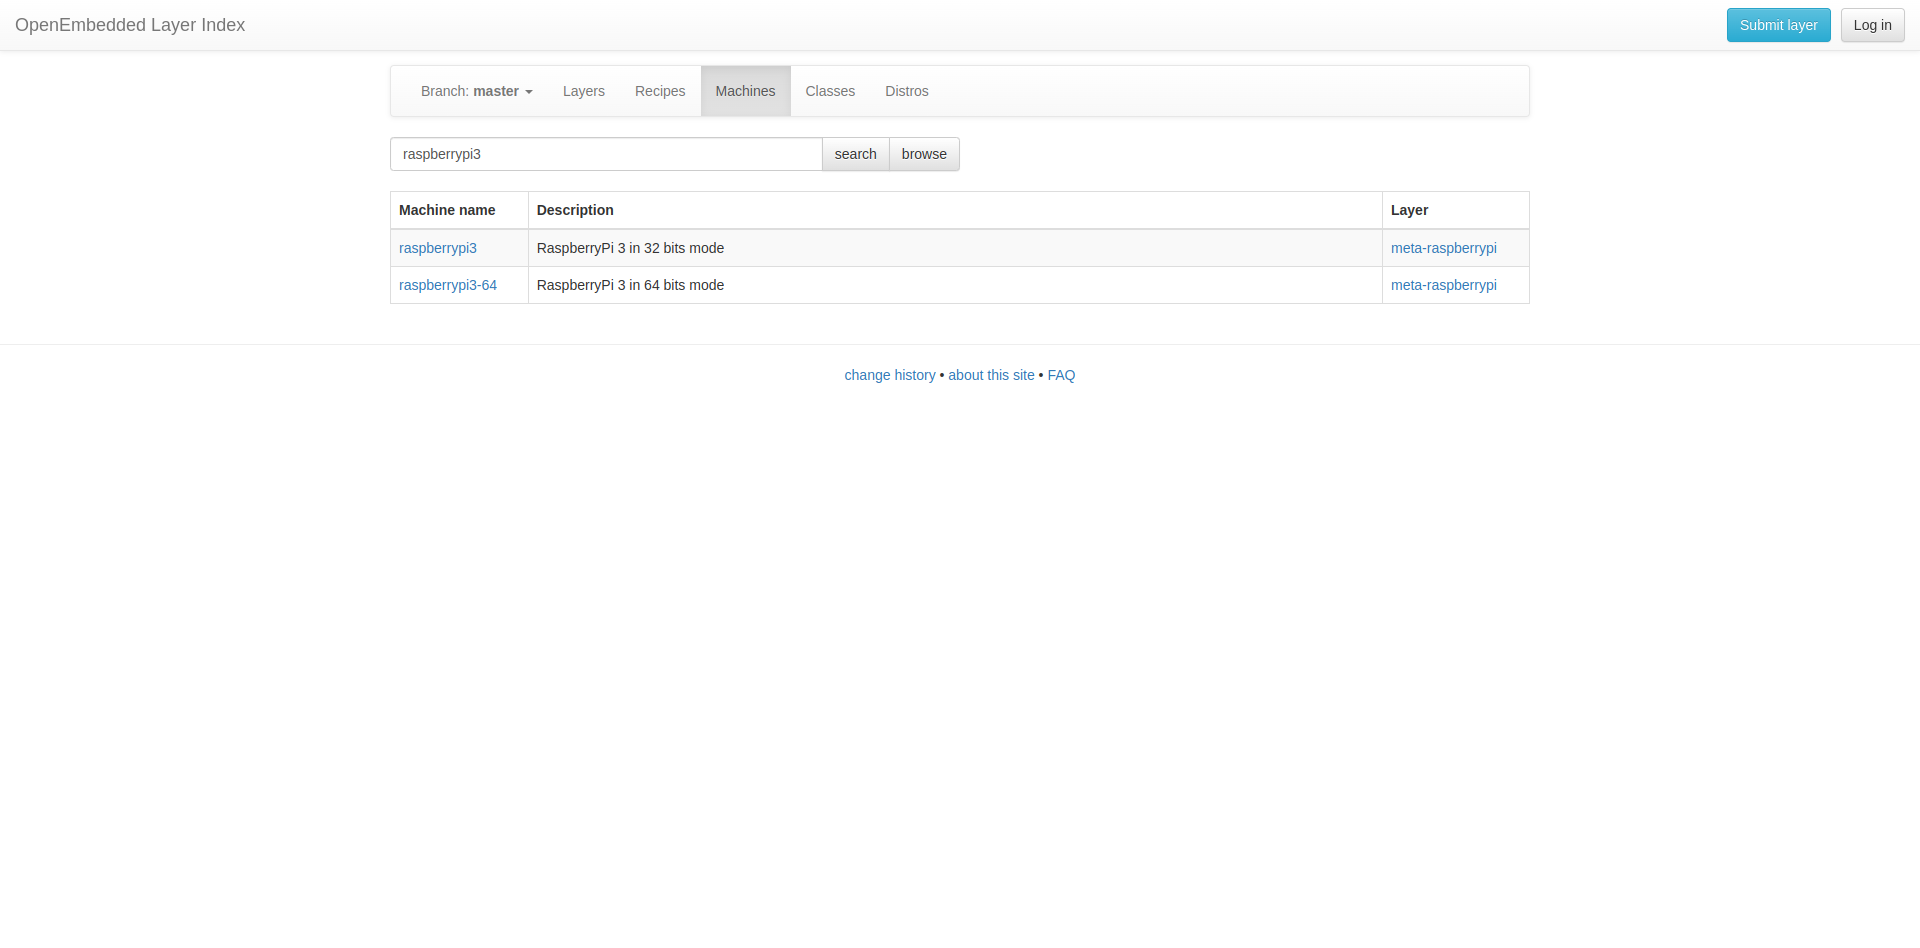 OpenEmbedded Layer Index Submit layer Log in
Branch: master Layers Recipes Machines Classes Distros
raspberrypi3 search browse
Machine name Description Layer
raspberrypi3 RaspberryPi 3 in 32 bits mode meta-raspberrypi
raspberrypi3-64 RaspberryPi 3 in 64 bits mode meta-raspberrypi
change history • about this site • FAQ